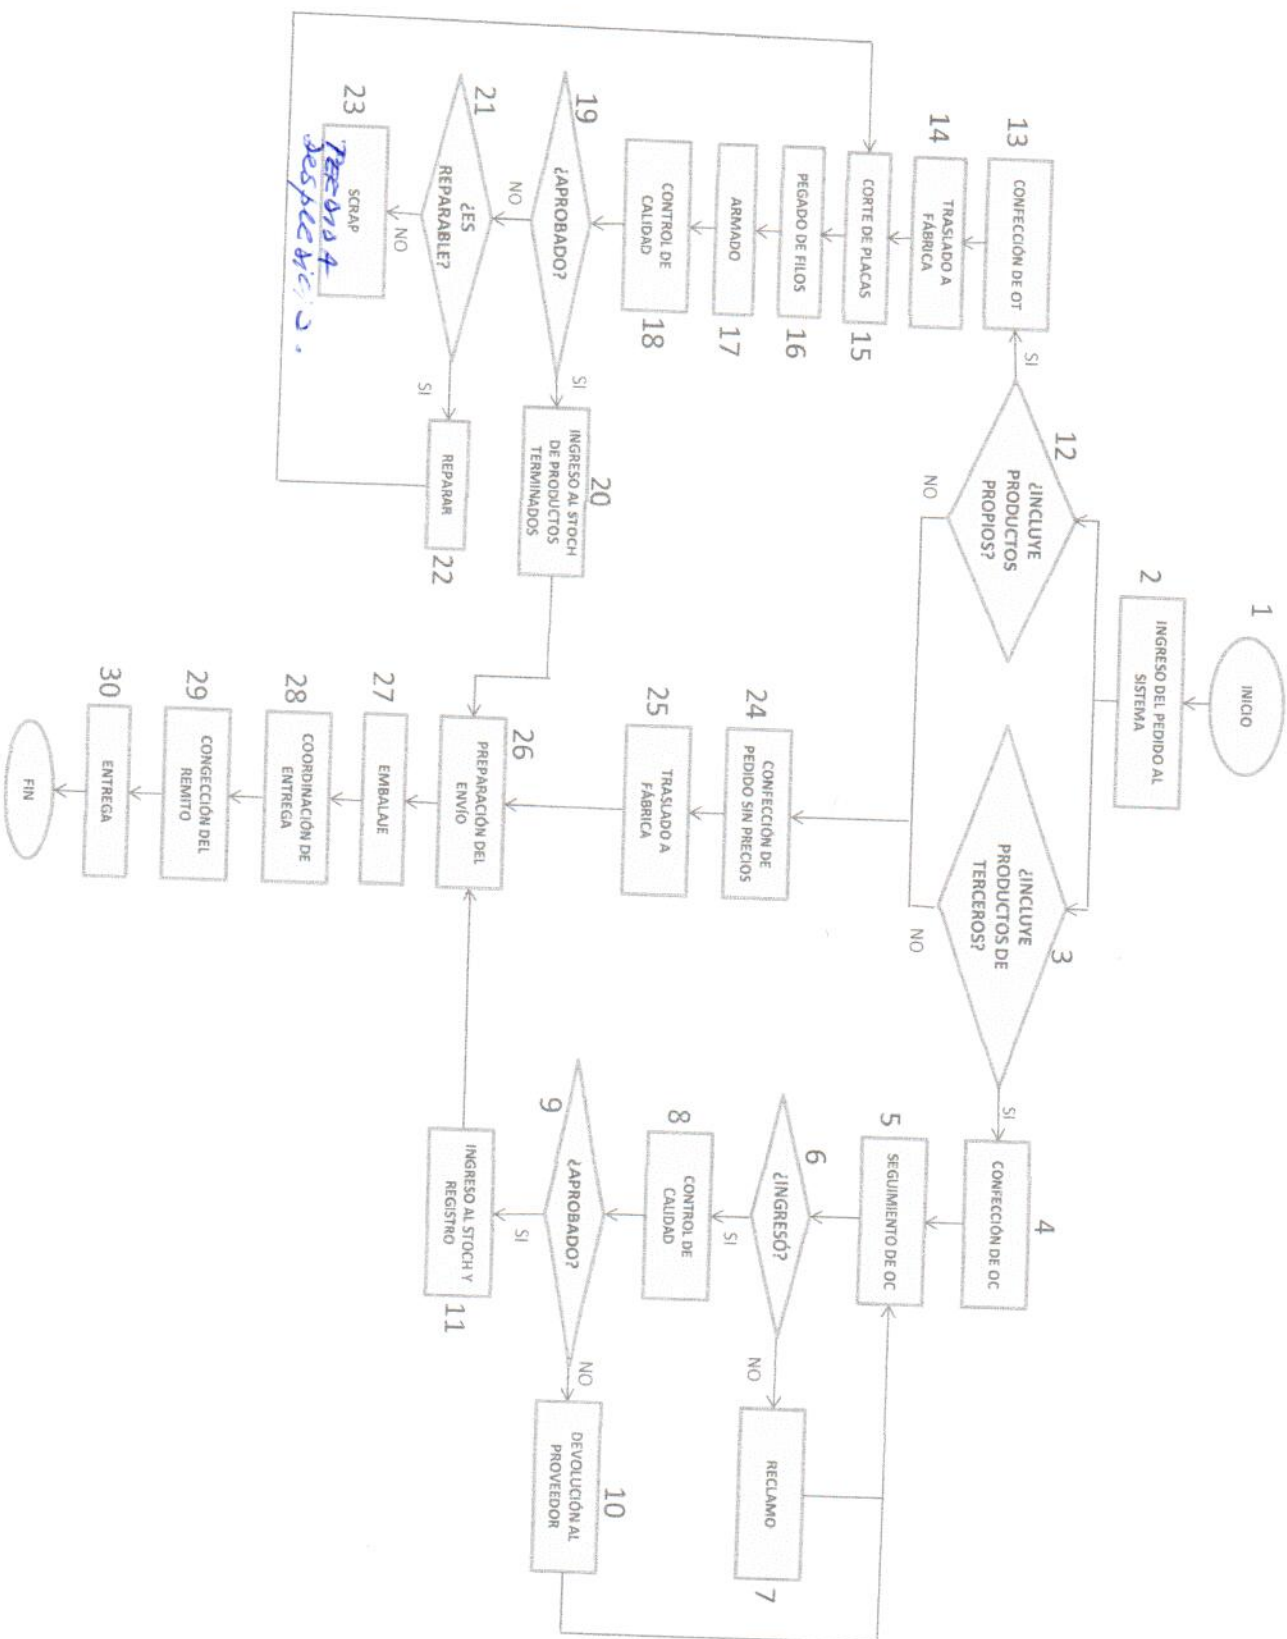 1
INICIO
2
INGRESO DEL PEDIDO AL
SISTEMA
12
¿INCLUYE
PRODUCTOS
PROPIOS?
SI
NO
3
¿INCLUYE
PRODUCTOS DE
TERCEROS?
SI
NO
13
CONFECCIÓN DE OT
14
TRASLADO A
FÁBRICA
CORTE DE PLACAS
15
PEGADO DE FILOS
16
ARMADO
17
CONTROL DE
CALIDAD
18
19
¿APROBADO?
SI
NO
20
INGRESO AL STOCH
DE PRODUCTOS
TERMINADOS
21
¿ES
REPARABLE?
SI
NO
REPARAR
22
23
SCRAP
24
CONFECCIÓN DE
PEDIDO SIN PRECIOS
25
TRASLADO A
FÁBRICA
26
PREPARACIÓN DEL
ENVÍO
27
EMBALAJE
28
COORDINACIÓN DE
ENTREGA
29
CONGECCIÓN DEL
REMITO
30
ENTREGA
FIN
4
CONFECCIÓN DE OC
5
SEGUIMIENTO DE OC
6
¿INGRESÓ?
NO
SI
RECLAMO
7
8
CONTROL DE
CALIDAD
9
¿APROBADO?
NO
SI
10
DEVOLUCIÓN AL
PROVEEDOR
INGRESO AL STOCH Y
REGISTRO
11